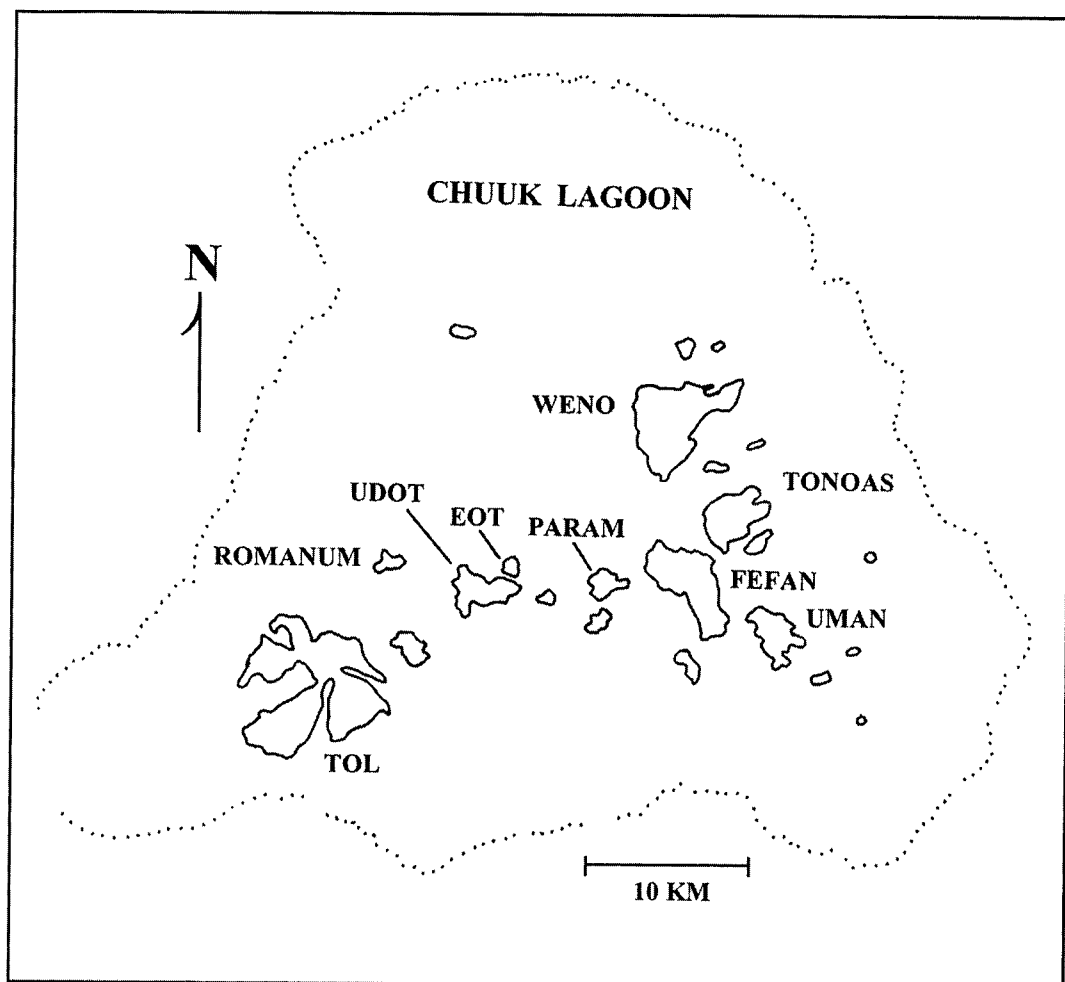 CHUUK LAGOON
N
WENO
TONOAS
UDOT
EOT
PARAM
ROMANUM
FEFAN
UMAN
TOL
10 KM